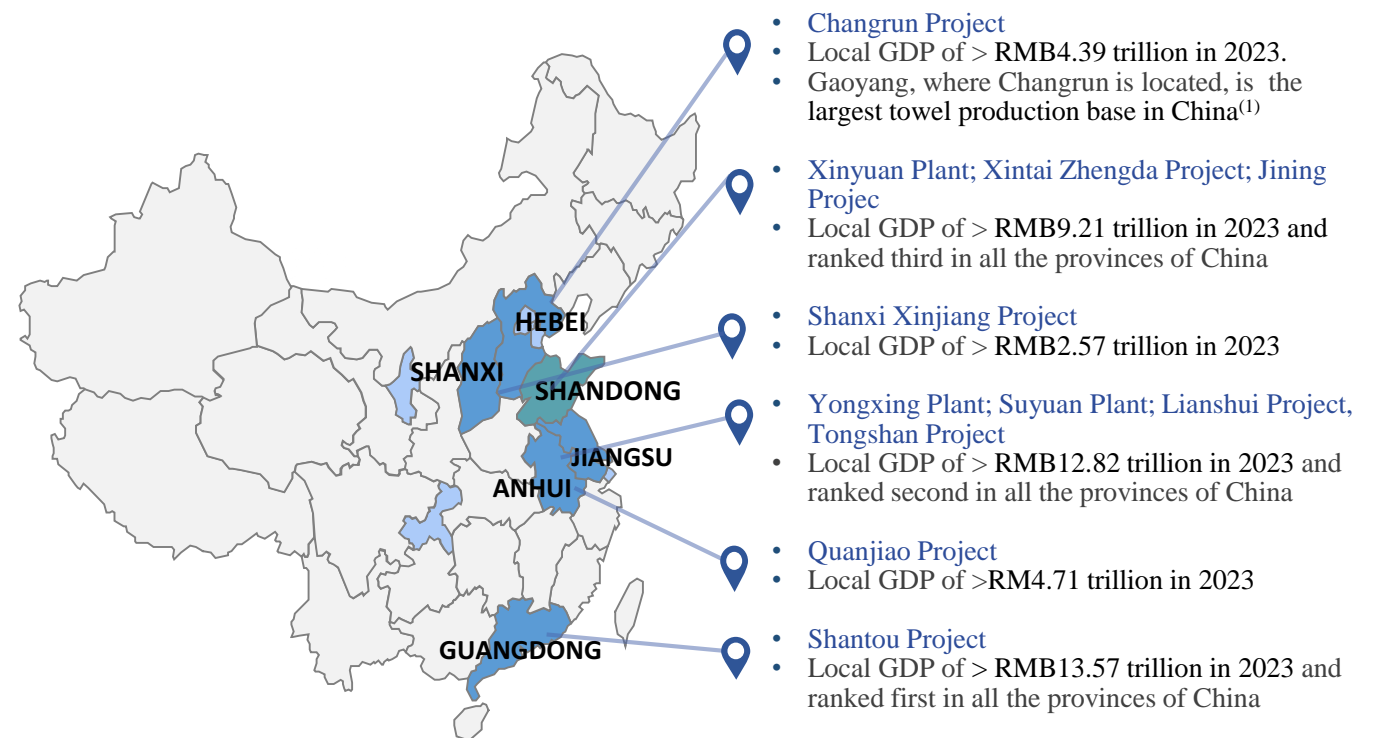 HEBEI
SHANXI
SHANDONG
JIANGSU
ANHUI
GUANGDONG
• Changrun Project
• Local GDP of > RMB4.39 trillion in 2023.
• Gaoyang, where Changrun is located, is the
largest towel production base in China(1)
• Xinyuan Plant; Xintai Zhengda Project; Jining
Projec
• Local GDP of > RMB9.21 trillion in 2023 and
ranked third in all the provinces of China
• Shanxi Xinjiang Project
• Local GDP of > RMB2.57 trillion in 2023
• Yongxing Plant; Suyuan Plant; Lianshui Project,
Tongshan Project
• Local GDP of > RMB12.82 trillion in 2023 and
ranked second in all the provinces of China
• Quanjiao Project
• Local GDP of >RM4.71 trillion in 2023
• Shantou Project
• Local GDP of > RMB13.57 trillion in 2023 and
ranked first in all the provinces of China